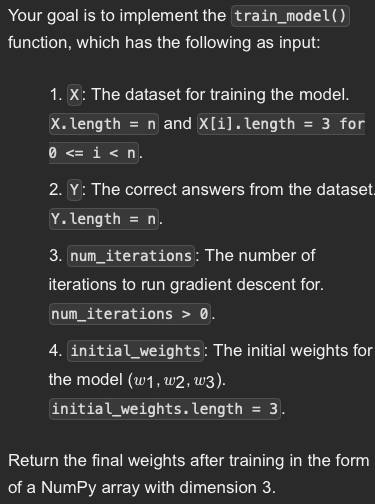 Your goal is to implement the train_model()
function, which has the following as input:
1. X: The dataset for training the model.
X.length = n and X[i].length = 3 for
0 <= i < n.
2. Y: The correct answers from the dataset.
Y.length = n.
3. num_iterations: The number of
iterations to run gradient descent for.
num_iterations > 0.
4. initial_weights: The initial weights for
the model (w1, w2, w3).
initial_weights.length = 3.
Return the final weights after training in the form
of a NumPy array with dimension 3.